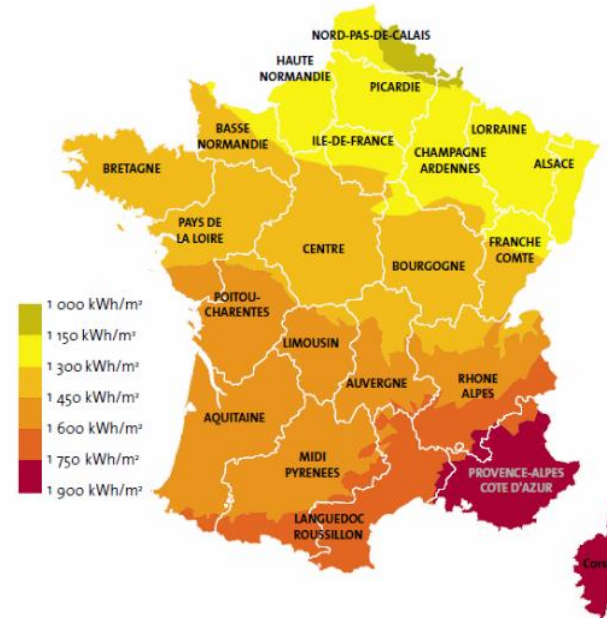 NORD-PAS-DE-CALAIS
HAUTE
NORMANDIE
PICARDIE
BASSE
NORMANDIE
ILE-DE-FRANCE
LORRAINE
CHAMPAGNE
ARDENNES
ALSACE
BRETAGNE
PAYS DE
LA LOIRE
CENTRE
FRANCHE
COMTE
BOURGOGNE
POITOU-
CHARENTES
LIMOUSIN
AUVERGNE
RHONE
ALPES
AQUITAINE
MIDI
PYRENEES
PROVENCE-ALPES
COTE D'AZUR
LANGUEDOC
ROUSSILLON
1 000 kWh/m²
1 150 kWh/m²
1 300 kWh/m²
1 450 kWh/m²
1 600 kWh/m²
1 750 kWh/m²
1 900 kWh/m²